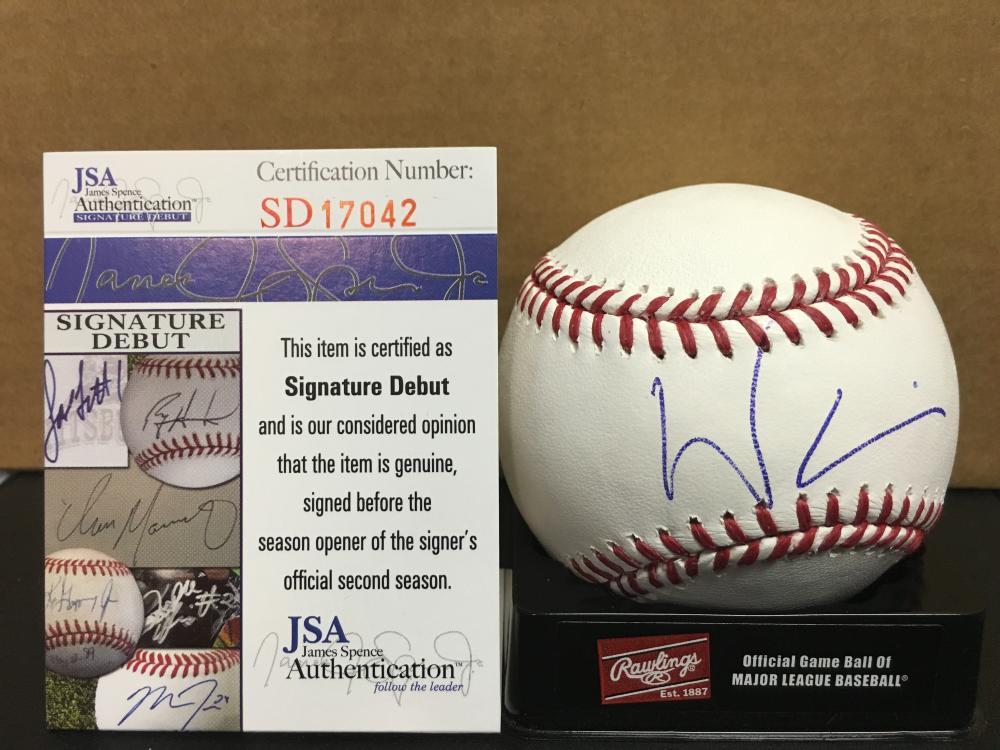 JSA
James Spence
Authentication™
SIGNATURE DEBUT
Certification Number:
SD17042
SIGNATURE
DEBUT
This item is certified as
Signature Debut
and is our considered opinion
that the item is genuine,
signed before the
season opener of the signer's
official second season.
JSA
James Spence
Authentication™
follow the leader
Rawlings®
Est. 1887
Official Game Ball Of
MAJOR LEAGUE BASEBALL®